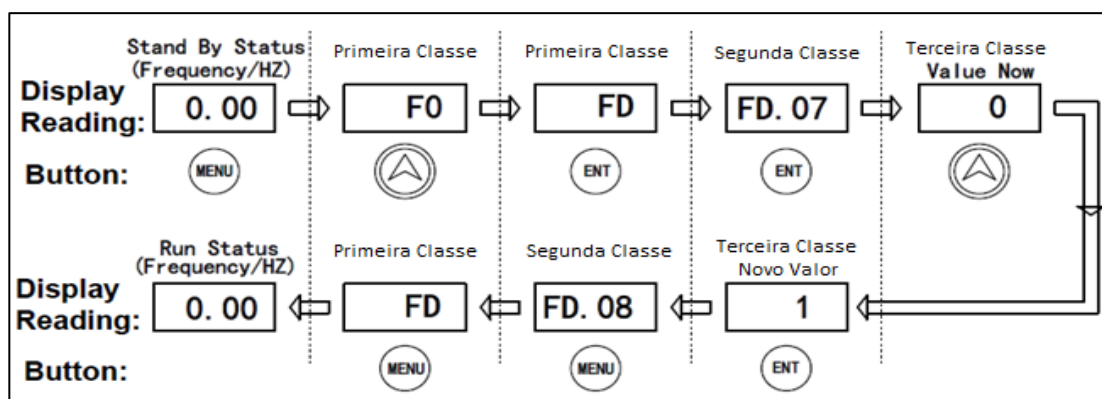 Stand By Status
(Frequency/HZ)
Primeira Classe
Primeira Classe
Segunda Classe
Terceira Classe
Value Now
Display
Reading:
0.00
F0
FD
FD.07
0
Button:
MENU
ENT
ENT
Run Status
(Frequency/HZ)
Primeira Classe
Segunda Classe
Terceira Classe
Novo Valor
Display
Reading:
0.00
FD
FD.08
1
Button:
MENU
MENU
ENT